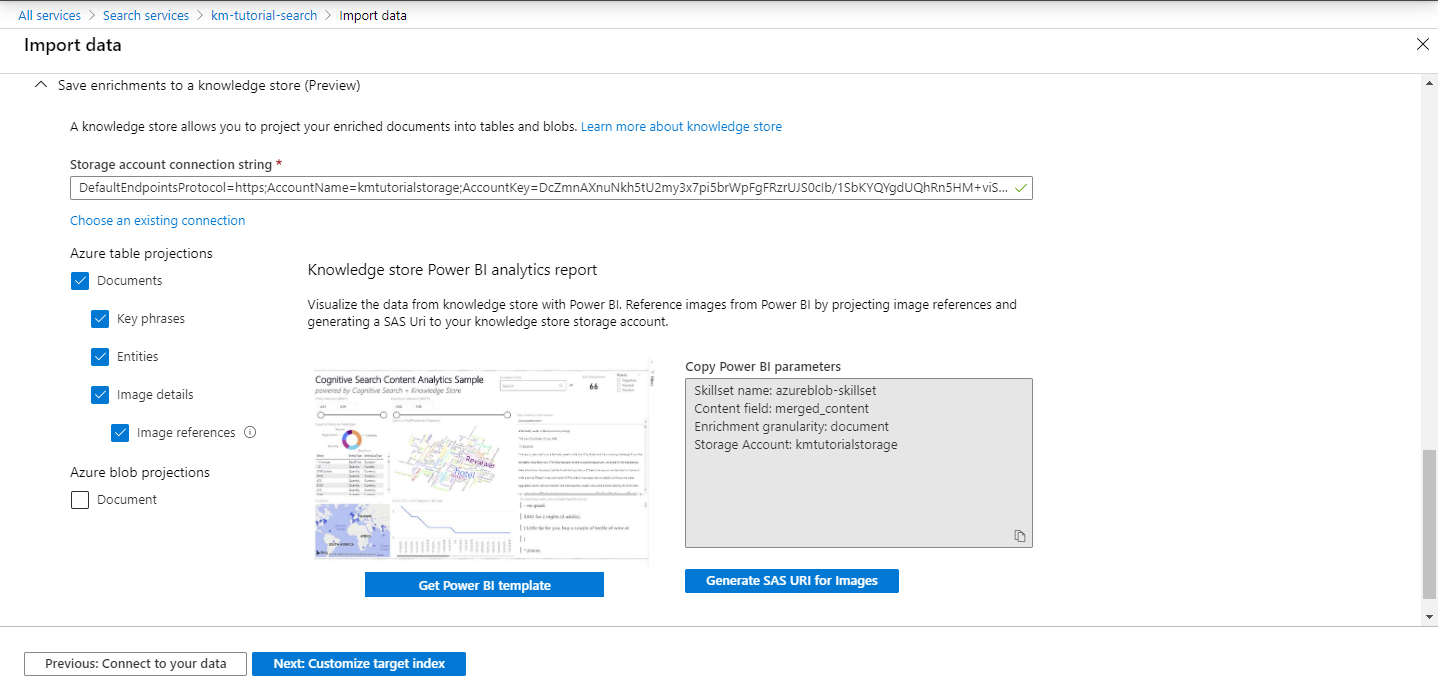 All services > Search services > km-tutorial-search > Import data
Import data
Save enrichments to a knowledge store (Preview)
A knowledge store allows you to project your enriched documents into tables and blobs. Learn more about knowledge store
Storage account connection string *
DefaultEndpointsProtocol=https;AccountName=kmtutorialstorage;AccountKey=DcZmnAXnuNkh5tU2my3x7pi5brWpFgFRzrUJS0cIb/1SbKYQYgdUQhRn5HM+viS...
Choose an existing connection
Azure table projections
Documents
Key phrases
Entities
Image details
Image references
Azure blob projections
Document
Knowledge store Power BI analytics report
Visualize the data from knowledge store with Power BI. Reference images from Power BI by projecting image references and
generating a SAS Uri to your knowledge store storage account.
Cognitive Search Content Analytics Sample
powered by Cognitive Search + Knowledge Store
66
Reviewer
hotel
AFRICA
SOUTH AMERICA
Get Power BI template
Copy Power BI parameters
Skillset name: azureblob-skillset
Content field: merged_content
Enrichment granularity: document
Storage Account: kmtutorialstorage
Generate SAS URI for Images
Previous: Connect to your data
Next: Customize target index